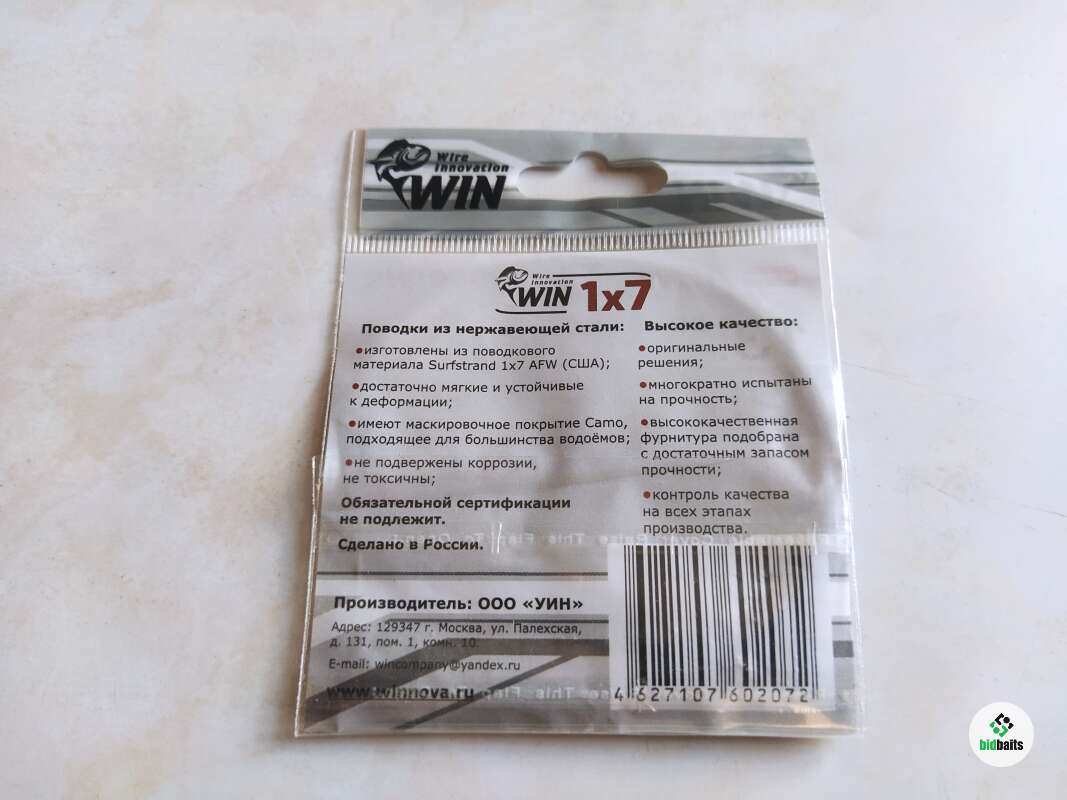 Wire
innovation
WIN
Wire
innovation
WIN 1x7
Поводки из нержавеющей стали:
•изготовлены из поводкового
материала Surfstrand 1x7 AFW (США);
•достаточно мягкие и устойчивые
к деформации;
•имеют маскировочное покрытие Camo,
подходящее для большинства водоёмов;
•не подвержены коррозии,
не токсичны;
Обязательной сертификации
не подлежит.
Сделано в России.
Высокое качество:
•оригинальные
решения;
•многократно испытаны
на прочность;
•высококачественная
фурнитура подобрана
с достаточным запасом
прочности;
•контроль качества
на всех этапах
производства.
Производитель: ООО «УИН»
Адрес: 129347 г. Москва, ул. Палехская,
д. 131, пом. 1, комн. 10.
E-mail: wincompany@yandex.ru
www.winnova.ru
4 627107 602072
bidbaits